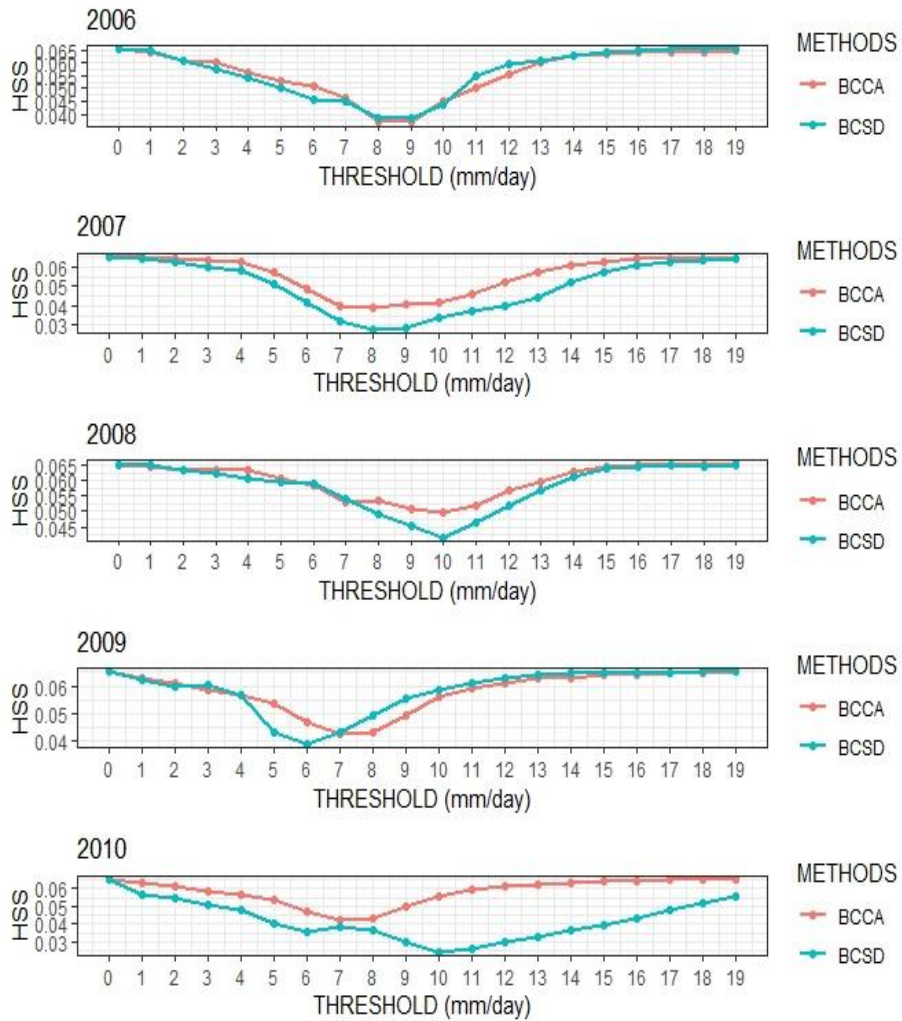 2006
HSS
0.065
0.060
0.055
0.050
0.045
0.040
0 1 2 3 4 5 6 7 8 9 10 11 12 13 14 15 16 17 18 19
THRESHOLD (mm/day)
METHODS
BCCA
BCSD
2007
HSS
0.06
0.05
0.04
0.03
0 1 2 3 4 5 6 7 8 9 10 11 12 13 14 15 16 17 18 19
THRESHOLD (mm/day)
METHODS
BCCA
BCSD
2008
HSS
0.065
0.055
0.045
0 1 2 3 4 5 6 7 8 9 10 11 12 13 14 15 16 17 18 19
THRESHOLD (mm/day)
METHODS
BCCA
BCSD
2009
HSS
0.06
0.05
0.04
0 1 2 3 4 5 6 7 8 9 10 11 12 13 14 15 16 17 18 19
THRESHOLD (mm/day)
METHODS
BCCA
BCSD
2010
HSS
0.06
0.05
0.04
0.03
0 1 2 3 4 5 6 7 8 9 10 11 12 13 14 15 16 17 18 19
THRESHOLD (mm/day)
METHODS
BCCA
BCSD